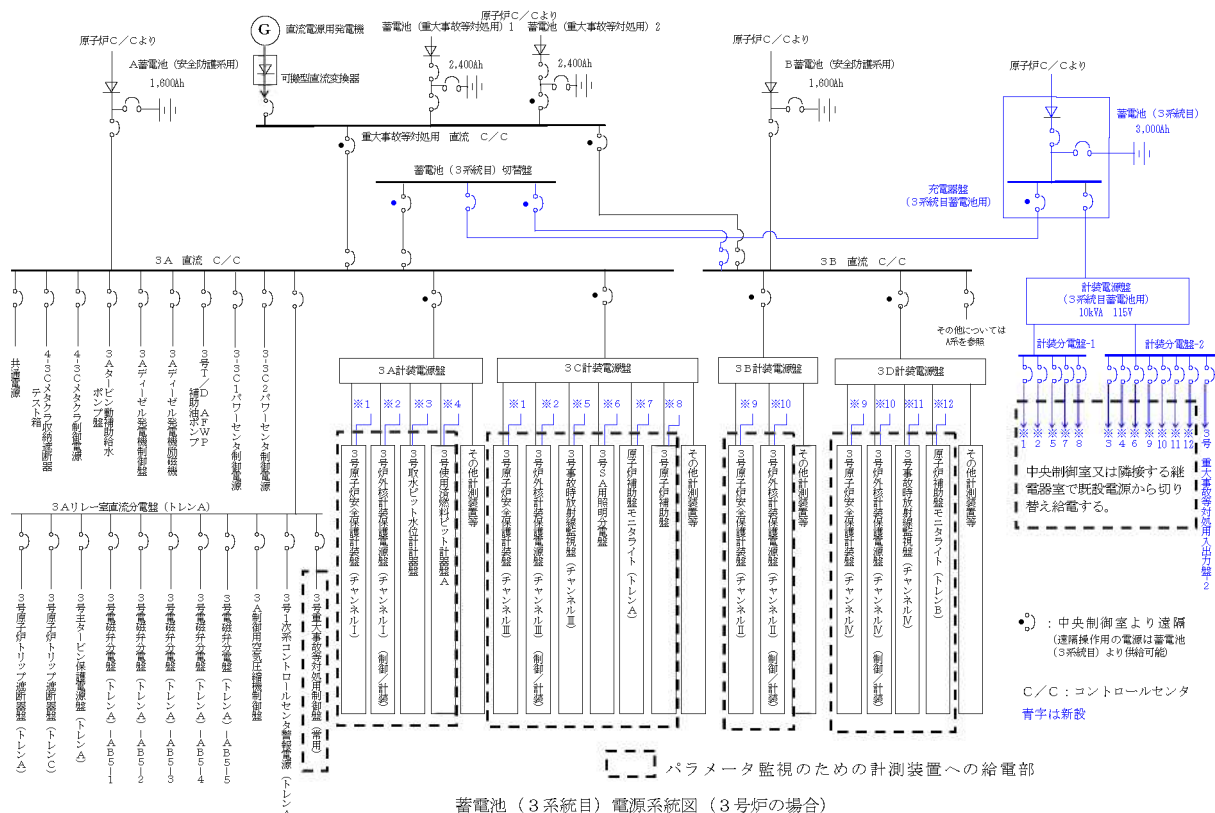 原子炉C/Cより
A蓄電池(安全防護系用)
1,600Ah
G
直流電源用発電機
可搬型直流変換器
原子炉C/Cより
蓄電池(重大事故等対処用)1
蓄電池(重大事故等対処用)2
2,400Ah
2,400Ah
原子炉C/Cより
B蓄電池(安全防護系用)
1,600Ah
原子炉C/Cより
蓄電池(3系統目)
3,000Ah
重大事故等対処用 直流 C/C
蓄電池(3系統目)切替盤
充電器盤
(3系統目蓄電池用)
3A 直流 C/C
3B 直流 C/C
計装電源盤
(3系統目蓄電池用)
10kVA 115V
計装分電盤-1
計装分電盤-2
その他については
A系を参照
共通電源
4-3Cメタクラ収納遮断器
テスト箱
4-3Cメタクラ制御電源
3Aタービン動補助給水
ポンプ盤
3Aディーゼル発電機制御盤
3Aディーゼル発電機励磁機
3号T/D AFWP
補助油ポンプ
3-3C1パワーセンタ制御電源
3-3C2パワーセンタ制御電源
3A計装電源盤
※1
※2
※3
※4
3号原子炉安全保護計装盤(チャンネルⅠ)
3号炉外核計装保護電源盤(チャンネルⅠ)(制御/計装)
3号取水ピット水位計計器盤
3号使用済燃料ピット計器盤A
その他計測装置等
3C計装電源盤
※1
※2
※5
※6
※7
※8
3号原子炉安全保護計装盤(チャンネルⅢ)
3号炉外核計装保護電源盤(チャンネルⅢ)(制御/計装)
3号事故時放射線監視盤(チャンネルⅢ)
3号SA用照明分電盤
原子炉補助盤モニタライト(トレンA)
3号原子炉補助盤
その他計測装置等
3B計装電源盤
※9
※10
3号原子炉安全保護計装盤(チャンネルⅡ)
3号炉外核計装保護電源盤(チャンネルⅡ)(制御/計装)
その他計測装置等
3D計装電源盤
※9
※10
※11
※12
3号原子炉安全保護計装盤(チャンネルⅣ)
3号炉外核計装保護電源盤(チャンネルⅣ)(制御/計装)
3号事故時放射線監視盤(チャンネルⅣ)
原子炉補助盤モニタライト(トレンB)
その他計測装置等
※1
※2
※5
※7
※8
※3
※4
※6
※9
※10
※11
※12
3号 重大事故等対処用入出力盤-2
中央制御室又は隣接する継
電器室で既設電源から切り
替え給電する。
3Aリレー室直流分電盤(トレンA)
3号原子炉トリップ遮断器盤(トレンA)
3号原子炉トリップ遮断器盤(トレンC)
3号主タービン保護電源盤(トレンA)
3号電磁弁分電盤(トレンA)-AB5-1
3号電磁弁分電盤(トレンA)-AB5-2
3号電磁弁分電盤(トレンA)-AB5-3
3号電磁弁分電盤(トレンA)-AB5-4
3号電磁弁分電盤(トレンA)-AB5-5
3A制御用空気圧縮機制御盤
3号1次系コントロールセンタ警報電源(トレンA
3号重大事故等対処用制御盤(常用)
:中央制御室より遠隔
(遠隔操作用の電源は蓄電池
(3系統目)より供給可能)
C/C:コントロールセンタ
青字は新設
パラメータ監視のための計測装置への給電部
蓄電池(3系統目)電源系統図(3号炉の場合)